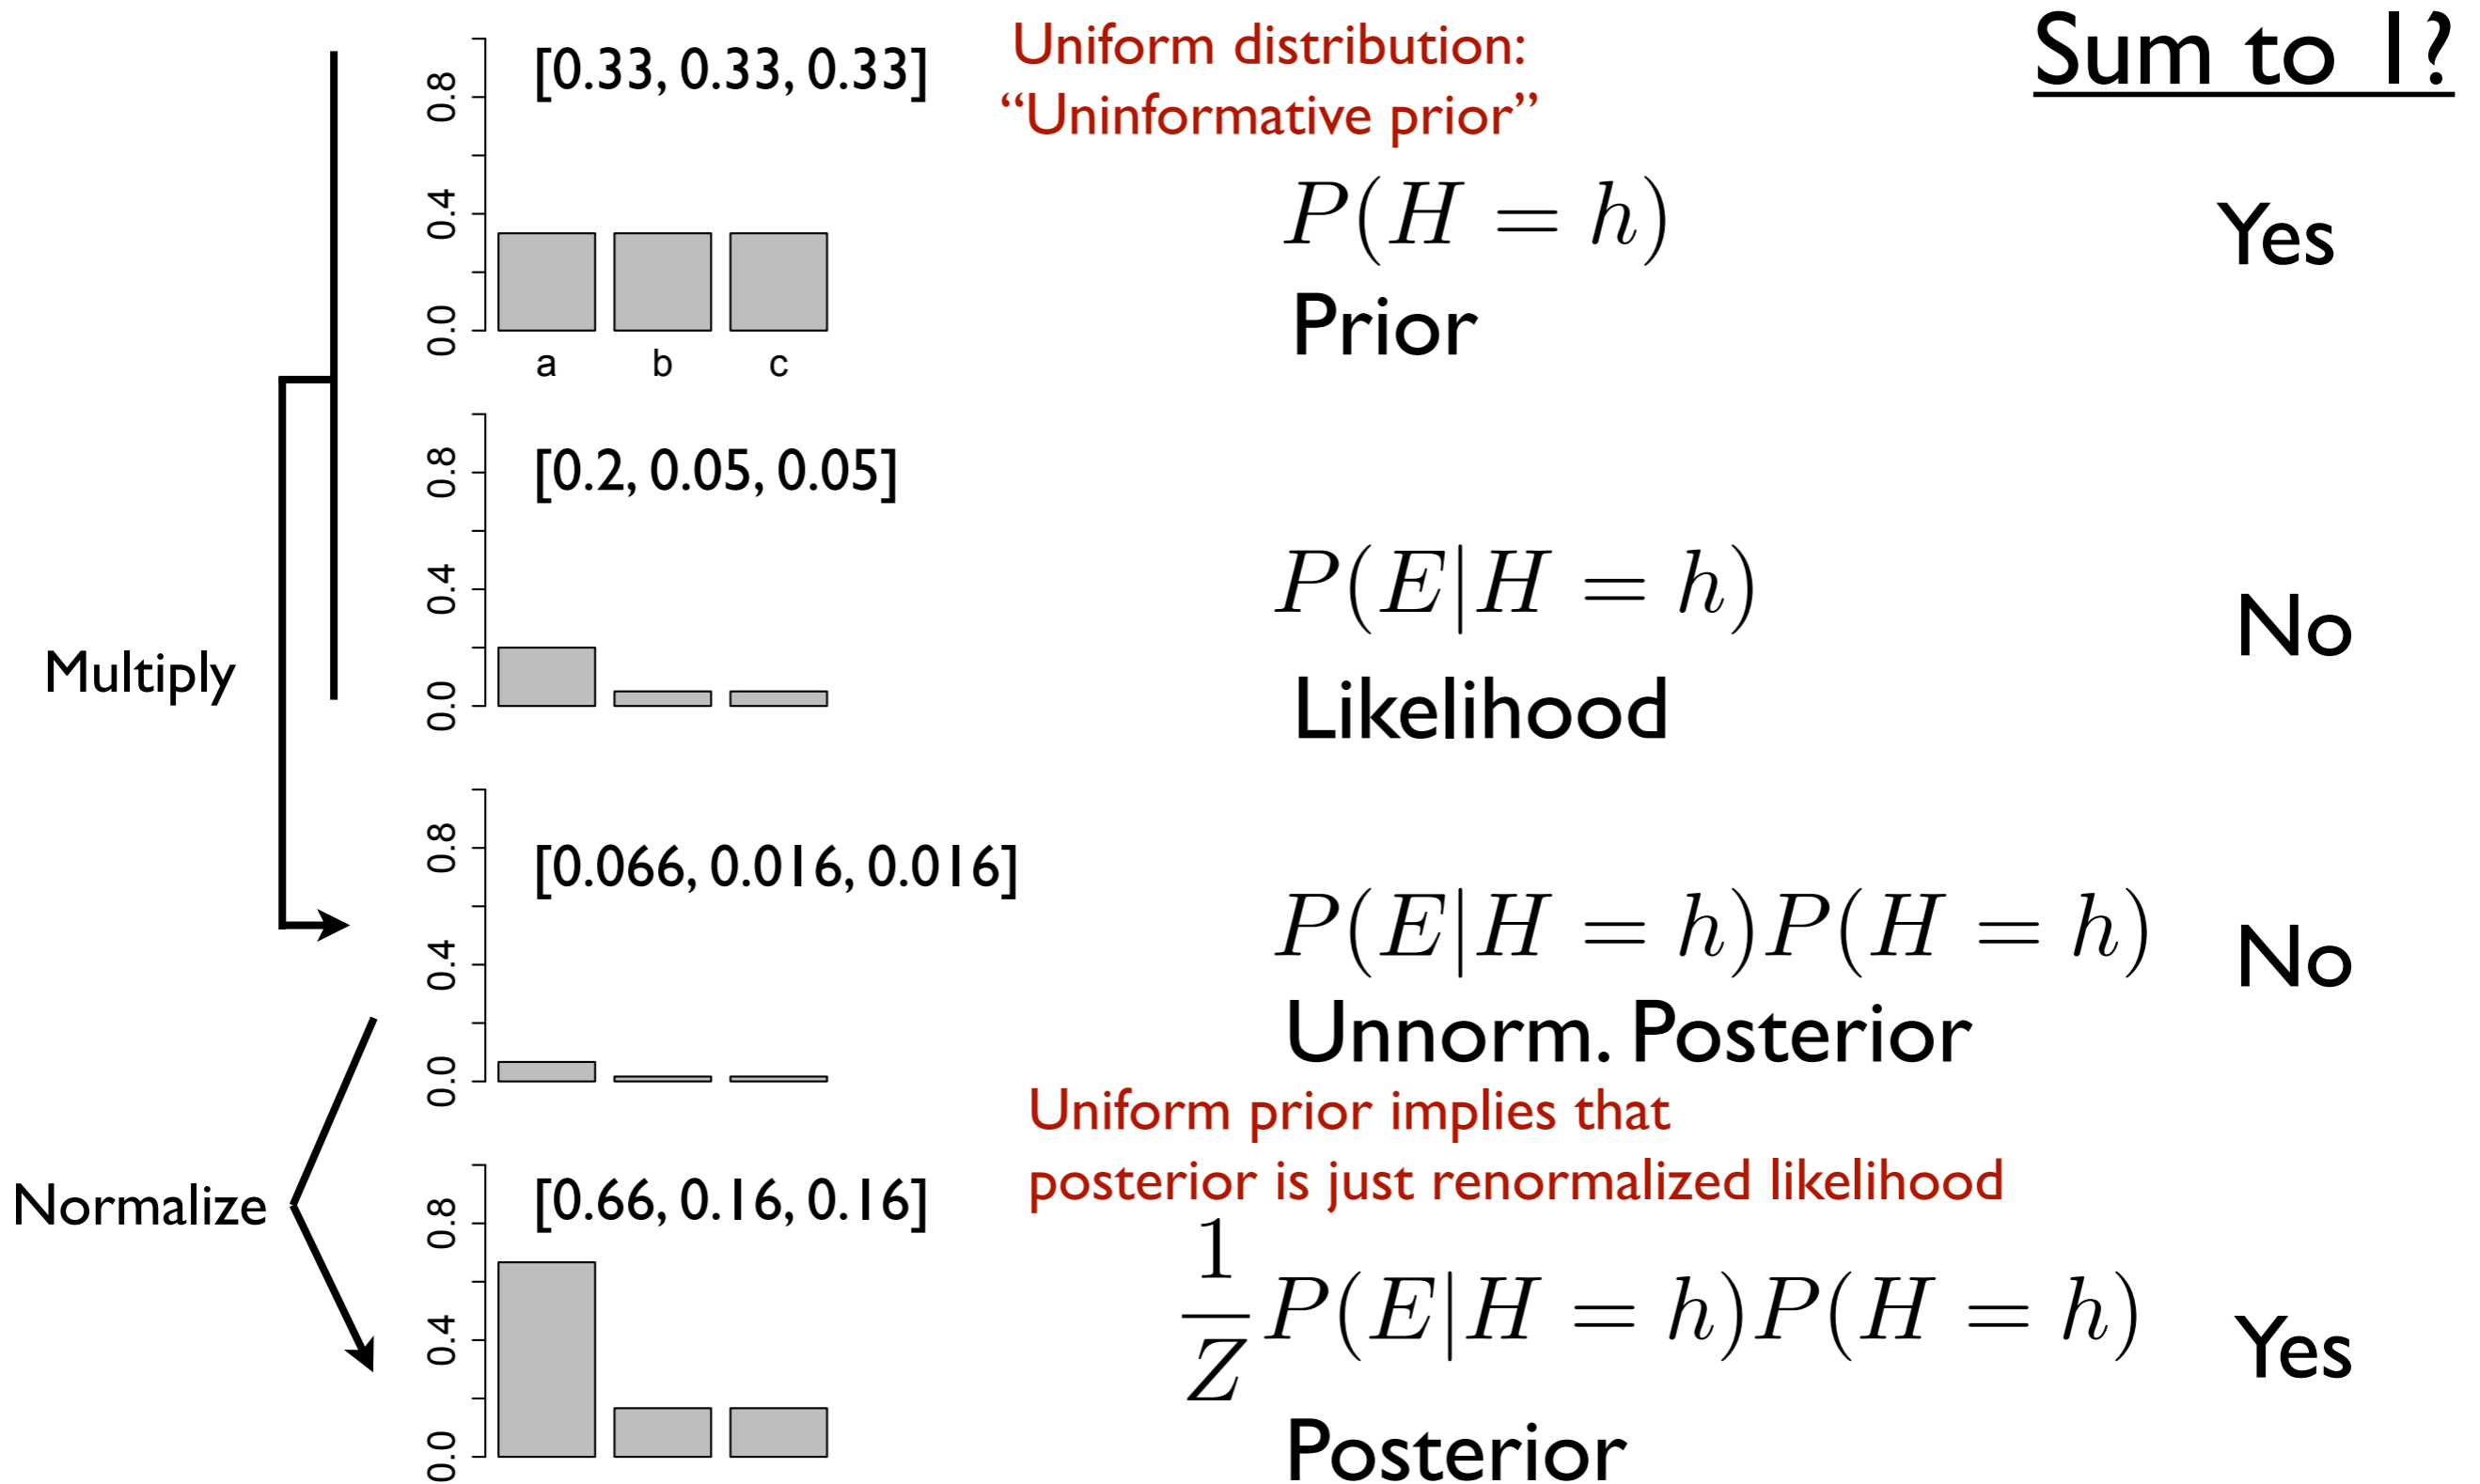 Sum to 1?
[0.33, 0.33, 0.33]
Uniform distribution:
“Uninformative prior”
0.8
0.4
0.0
a b c
P(H = h)
Prior
Yes
[0.2, 0.05, 0.05]
0.8
0.4
0.0
P(E|H = h)
Likelihood
No
Multiply
[0.066, 0.016, 0.016]
0.8
0.4
0.0
P(E|H = h)P(H = h)
Unnorm. Posterior
No
Uniform prior implies that
posterior is just renormalized likelihood
Normalize
[0.66, 0.16, 0.16]
0.8
0.4
0.0
1/Z P(E|H = h)P(H = h)
Posterior
Yes